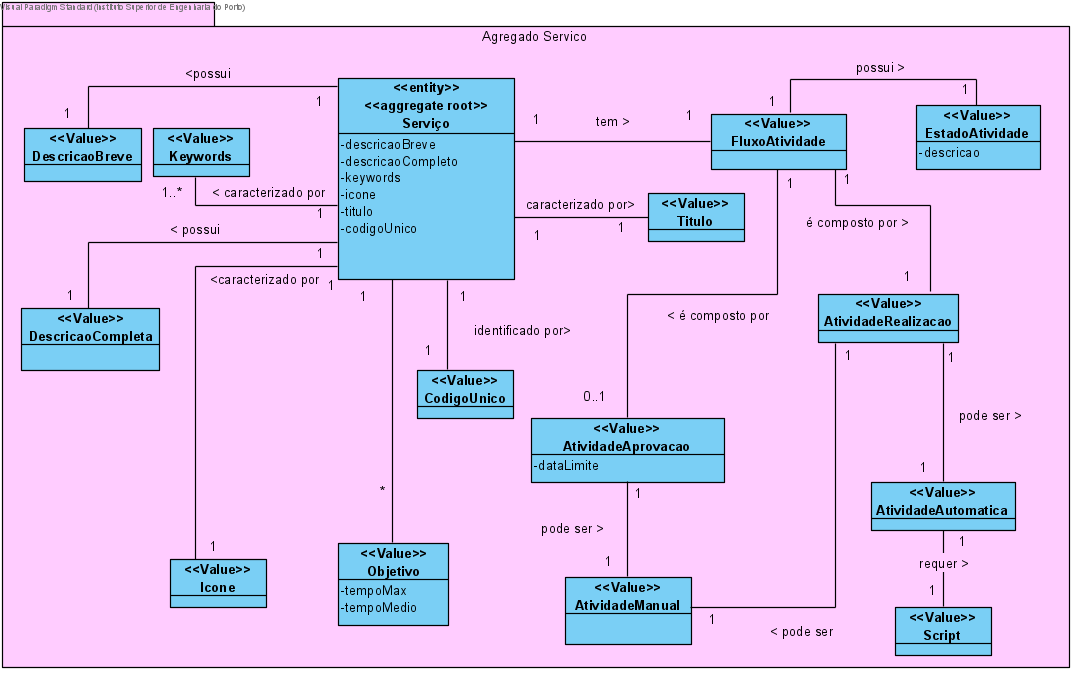 Visual Paradigm Standard (Instituto Superior de Engenharia do Porto)
Agregado Servico
<possui
1
1
<<Value>>
DescricaoBreve
<<Value>>
Keywords
1..*
< caracterizado por
1
< possui
1
1
<<Value>>
DescricaoCompleta
<caracterizado por
1
1
<<Value>>
Icone
<<entity>>
<<aggregate root>>
Serviço
-descricaoBreve
-descricaoCompleto
-keywords
-icone
-titulo
-codigoUnico
1
*
<<Value>>
Objetivo
-tempoMax
-tempoMedio
1
identificado por>
1
<<Value>>
CodigoUnico
1
tem >
1
caracterizado por>
1
1
<<Value>>
Titulo
possui >
1
1
<<Value>>
FluxoAtividade
<<Value>>
EstadoAtividade
-descricao
1
1
é composto por >
1
<<Value>>
AtividadeRealizacao
< é composto por
0..1
<<Value>>
AtividadeAprovacao
-dataLimite
1
pode ser >
1
<<Value>>
AtividadeManual
1
< pode ser
1
1
pode ser >
1
<<Value>>
AtividadeAutomatica
1
requer >
1
<<Value>>
Script